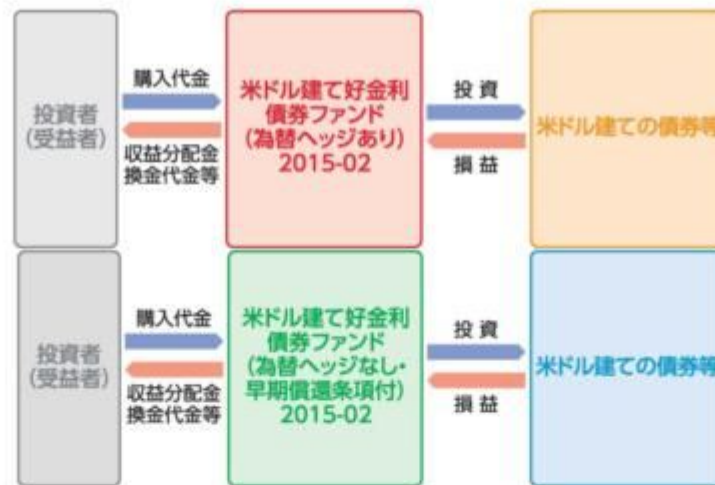 投資者
(受益者)
購入代金
収益分配金
換金代金等
米ドル建て好金利
債券ファンド
(為替ヘッジあり)
2015-02
投 資
損 益
米ドル建ての債券等
投資者
(受益者)
購入代金
収益分配金
換金代金等
米ドル建て好金利
債券ファンド
(為替ヘッジなし・
早期償還条項付)
2015-02
投 資
損 益
米ドル建ての債券等